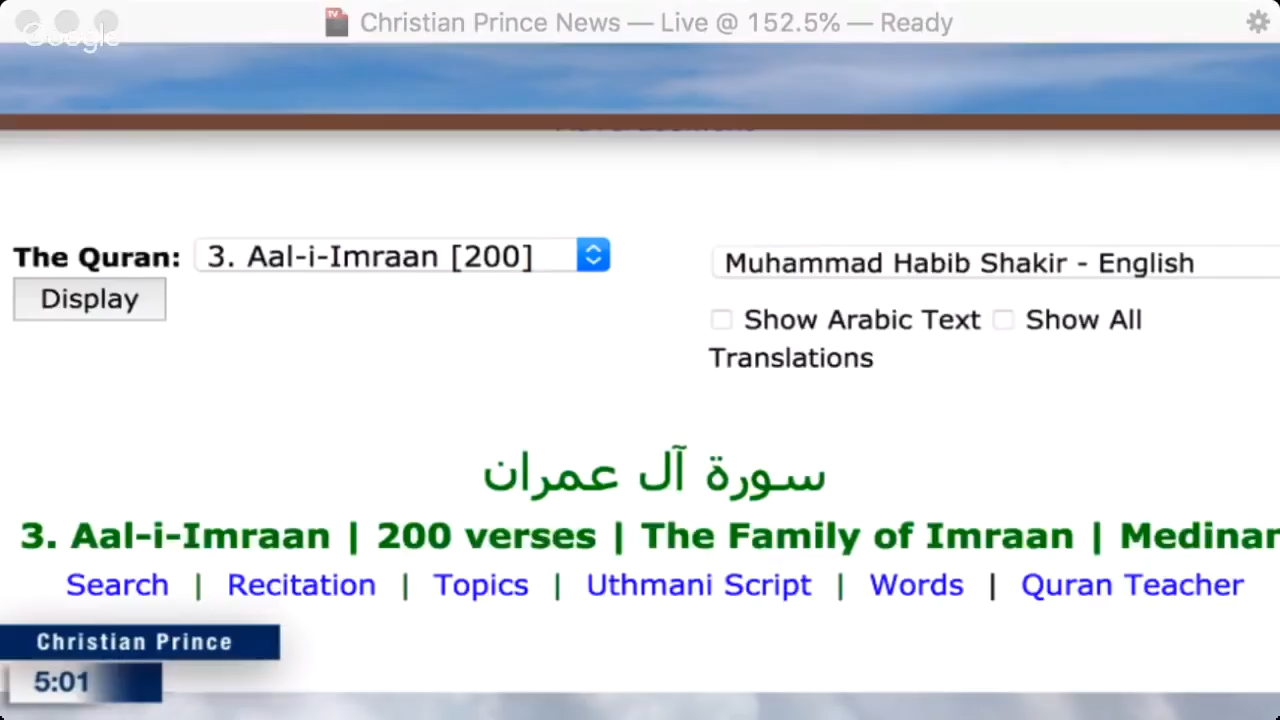 Christian Prince News — Live @ 152.5% — Ready
Google
The Quran: 3. Aal-i-Imraan [200]
Display
Muhammad Habib Shakir - English
Show Arabic Text Show All
Translations
سورة آل عمران
3. Aal-i-Imraan | 200 verses | The Family of Imraan | Medinan
Search | Recitation | Topics | Uthmani Script | Words | Quran Teacher
Christian Prince
5:01